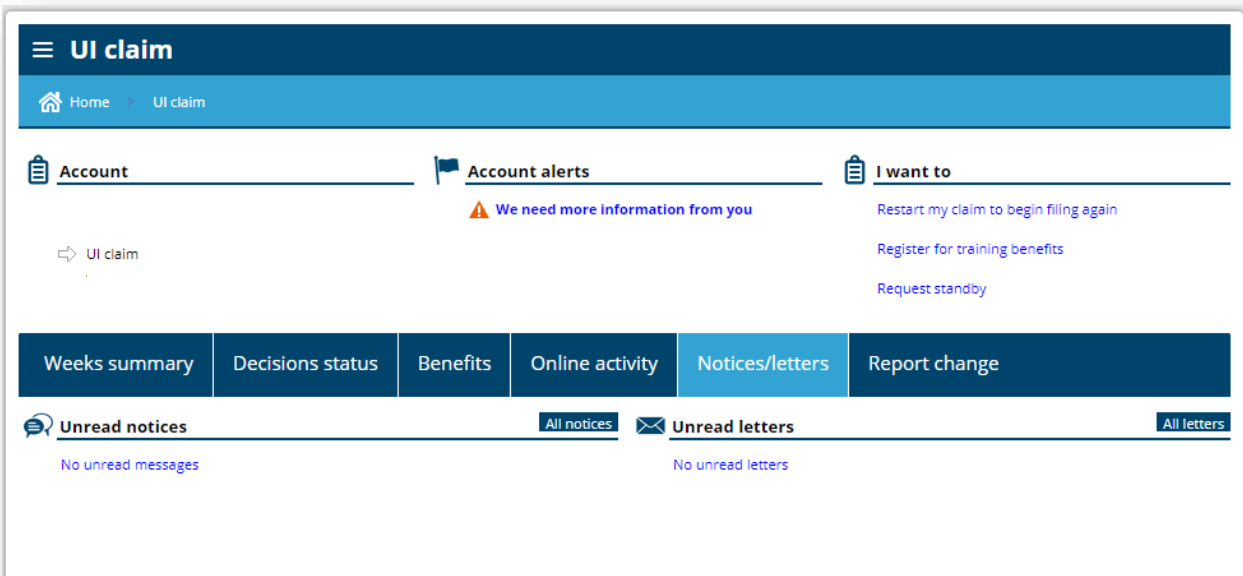 UI claim
Home UI claim
Account
Account alerts
I want to
We need more information from you
Restart my claim to begin filing again
UI claim
Register for training benefits
Request standby
Weeks summary Decisions status Benefits Online activity Notices/letters Report change
Unread notices All notices
Unread letters All letters
No unread messages
No unread letters